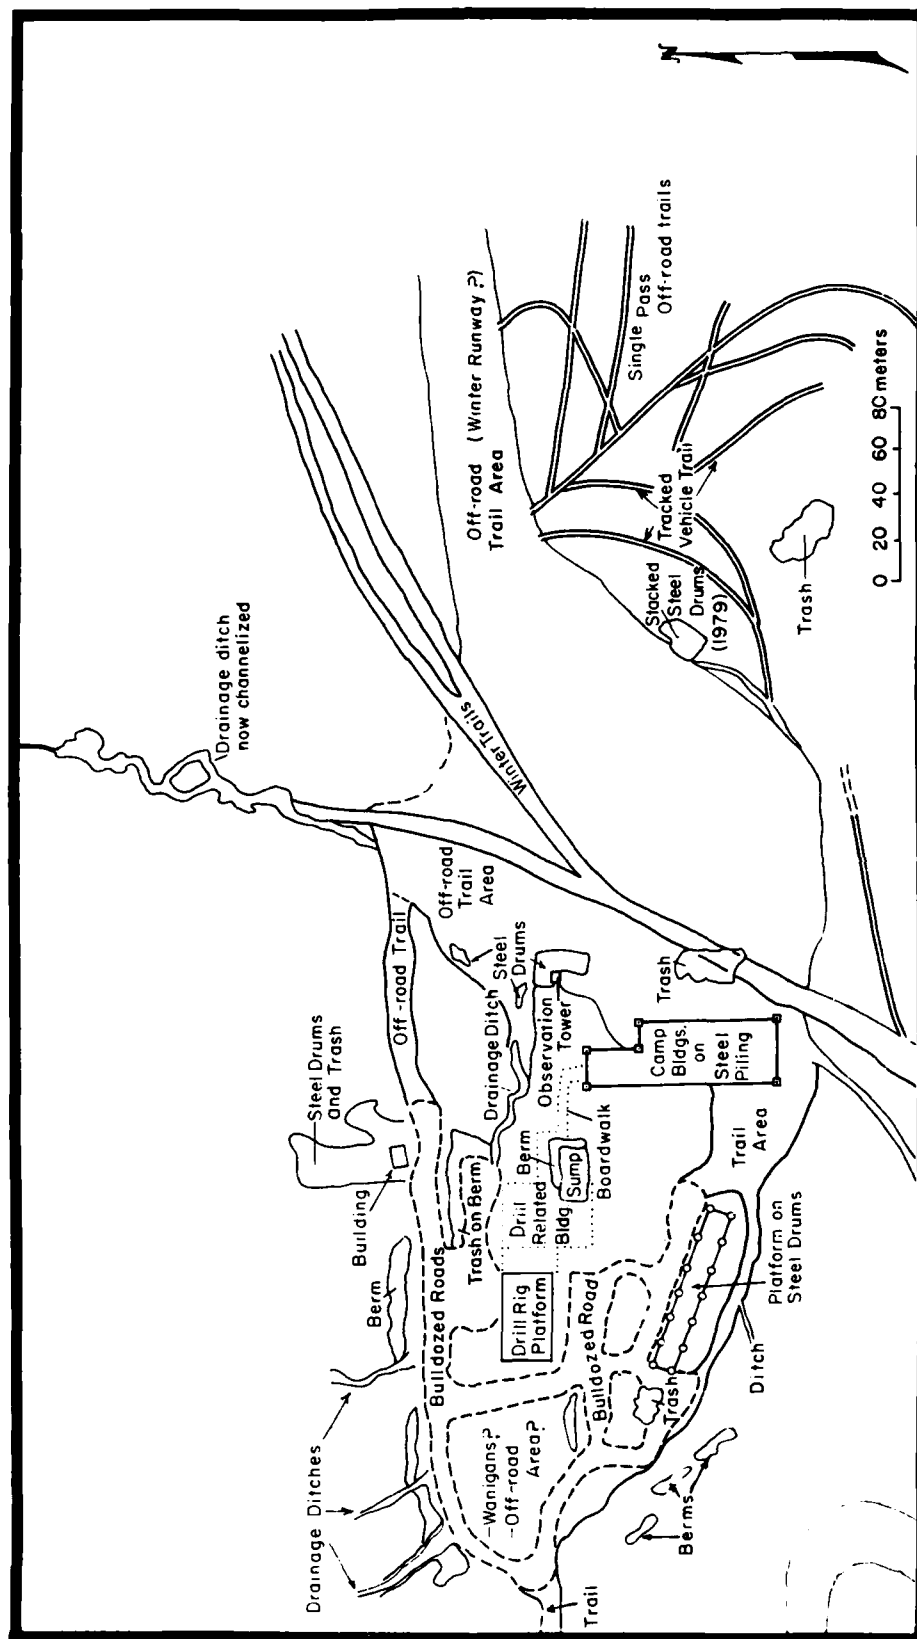 Drainage Ditches
Berm
Building
Steel Drums
and Trash
Drainage ditch
now channelized
Bulldozed Roads
Off-road Trail
Trash on Berm
Off-road
Trail
Area
Winter Trails
Off-road (Winter Runway?)
Trail Area
-Wanigans?-
-Off-road
Area?
Drill Rig
Platform
Drill
Related
Bldg
Berm
Sump
Boardwalk
Drainage Ditch
Steel
Drums
Observation
Tower
Bulldozed Road
Trail
Berms
Trash
Ditch
Platform on
Steel Drums
Trail
Area
Camp
Bldgs.
on
Steel
Piling
Trash
Stacked
Steel
Drums
(1979)
Tracked
Vehicle Trail
Single Pass
Off-road trails
Trash
0 20 40 60 80 meters
N